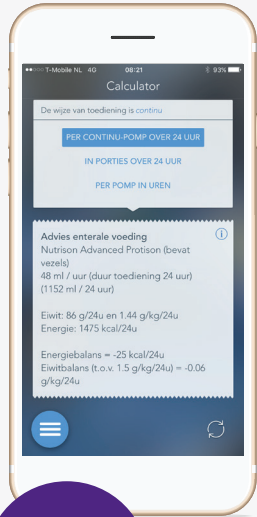 T-Mobile NL 4G 08:21 93%
Calculator
De wijze van toediening is continu
PER CONTINU-POMP OVER 24 UUR
IN PORTIES OVER 24 UUR
PER POMP IN UREN
Advies enterale voeding
Nutrison Advanced Protison (bevat
vezels)
48 ml / uur (duur toediening 24 uur)
(1152 ml / 24 uur)
Eiwit: 86 g/24u en 1.44 g/kg/24u
Energie: 1475 kcal/24u
Energiebalans = -25 kcal/24u
Eiwitbalans (t.o.v. 1.5 g/kg/24u) = -0.06
g/kg/24u